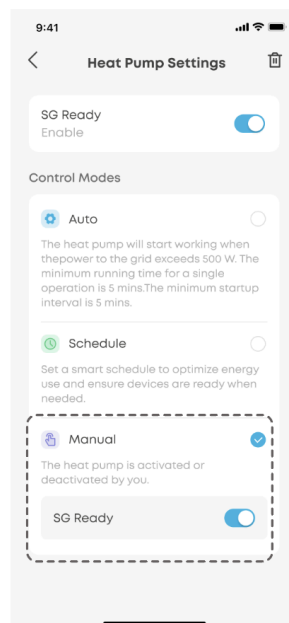 9:41
Heat Pump Settings
SG Ready
Enable
Control Modes
Auto
The heat pump will start working when
thepower to the grid exceeds 500 W. The
minimum running time for a single
operation is 5 mins.The minimum startup
interval is 5 mins.
Schedule
Set a smart schedule to optimize energy
use and ensure devices are ready when
needed.
Manual
The heat pump is activated or
deactivated by you.
SG Ready